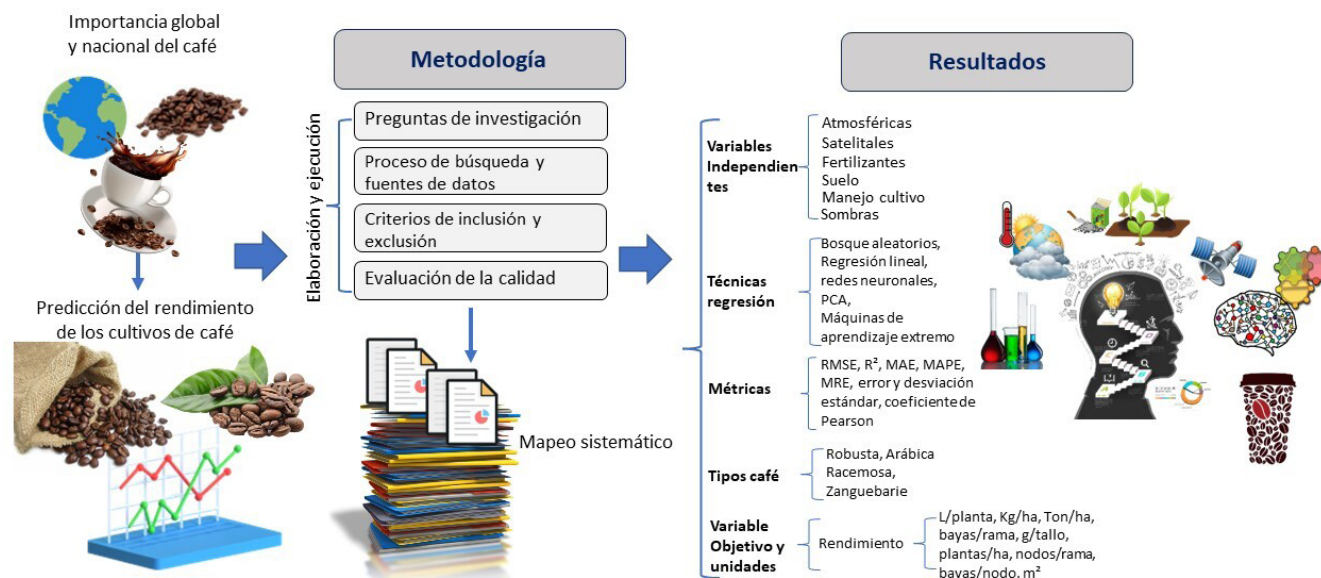 Importancia global
y nacional del café
Predicción del rendimiento
de los cultivos de café
Metodología
Elaboración y ejecución
Preguntas de investigación
Proceso de búsqueda y
fuentes de datos
Criterios de inclusión y
exclusión
Evaluación de la calidad
Mapeo sistemático
Resultados
Variables
Independien
tes
Atmosféricas
Satelitales
Fertilizantes
Suelo
Manejo cultivo
Sombras
Técnicas
regresión
Bosque aleatorios,
Regresión lineal,
redes neuronales,
PCA,
Máquinas de
aprendizaje extremo
Métricas
RMSE, R², MAE, MAPE,
MRE, error y desviación
estándar, coeficiente de
Pearson
Tipos café
Robusta, Arábica
Racemosa,
Zanguebarie
Variable
Objetivo y
unidades
Rendimiento
L/planta, Kg/ha, Ton/ha,
bayas/rama, g/tallo,
plantas/ha, nodos/rama,
bayas/nodo, m²